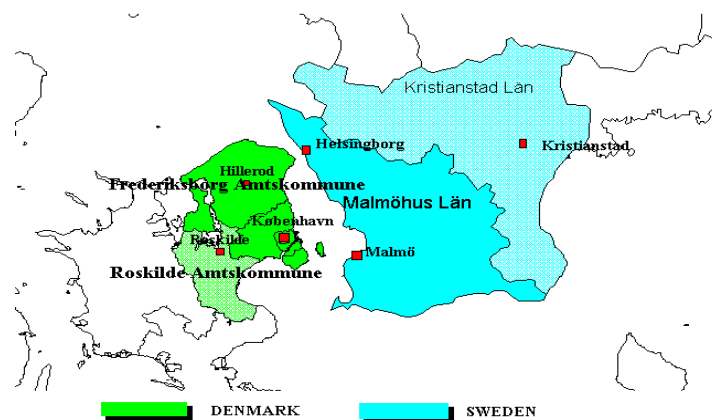 Kristianstad Län
Helsingborg
Kristianstad
Hillerod
Frederiksborg Amtskommune
Malmöhus Län
København
Roskilde
Malmö
Roskilde Amtskommune
DENMARK
SWEDEN